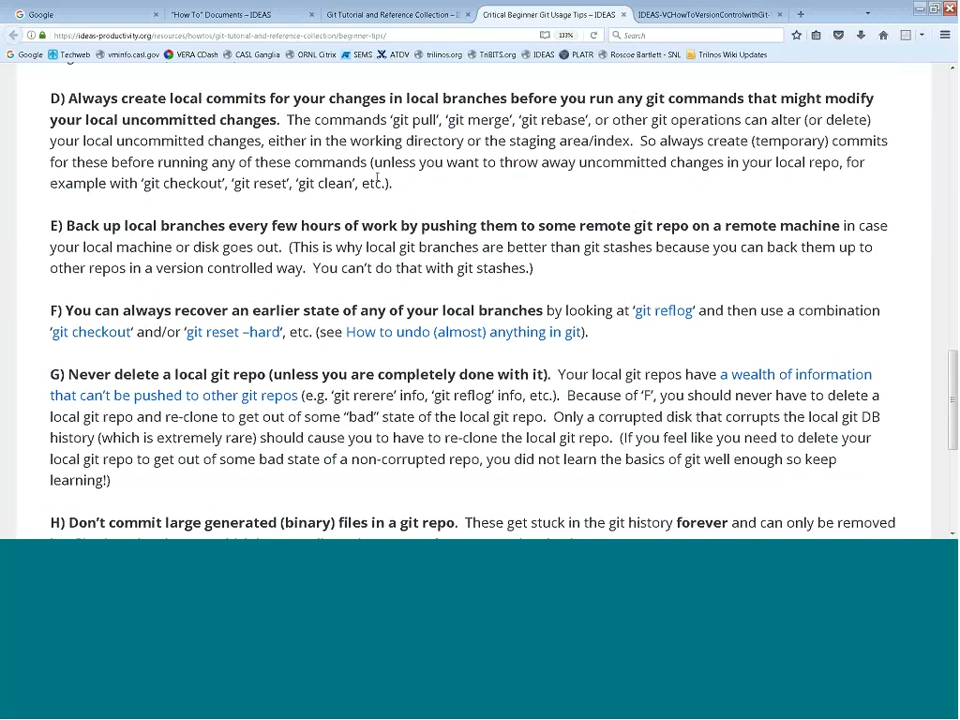 Google
"How To" Documents – IDEAS
Git Tutorial and Reference Collection –
Critical Beginner Git Usage Tips – IDEAS
IDEAS-VCHowToVersionControlwithGit-
https://ideas-productivity.org/resources/howtos/git-tutorial-and-reference-collection/beginner-tips/
133%
Search
Google Techweb vminfo.casl.gov VERA CDash CASL Ganglia ORNL Citrix SEMS ATDV trilinos.org TriBITS.org IDEAS PLATR Roscoe Bartlett - SNL Trilinos Wiki Updates
D) Always create local commits for your changes in local branches before you run any git commands that might modify
your local uncommitted changes. The commands 'git pull', 'git merge', 'git rebase', or other git operations can alter (or delete)
your local uncommitted changes, either in the working directory or the staging area/index. So always create (temporary) commits
for these before running any of these commands (unless you want to throw away uncommitted changes in your local repo, for
example with 'git checkout', 'git reset', 'git clean', etc.).
E) Back up local branches every few hours of work by pushing them to some remote git repo on a remote machine in case
your local machine or disk goes out. (This is why local git branches are better than git stashes because you can back them up to
other repos in a version controlled way. You can't do that with git stashes.)
F) You can always recover an earlier state of any of your local branches by looking at 'git reflog' and then use a combination
'git checkout' and/or 'git reset –hard', etc. (see How to undo (almost) anything in git).
G) Never delete a local git repo (unless you are completely done with it). Your local git repos have a wealth of information
that can't be pushed to other git repos (e.g. 'git rerere' info, 'git reflog' info, etc.). Because of 'F', you should never have to delete a
local git repo and re-clone to get out of some "bad" state of the local git repo. Only a corrupted disk that corrupts the local git DB
history (which is extremely rare) should cause you to have to re-clone the local git repo. (If you feel like you need to delete your
local git repo to get out of some bad state of a non-corrupted repo, you did not learn the basics of git well enough so keep
learning!)
H) Don't commit large generated (binary) files in a git repo. These get stuck in the git history forever and can only be removed